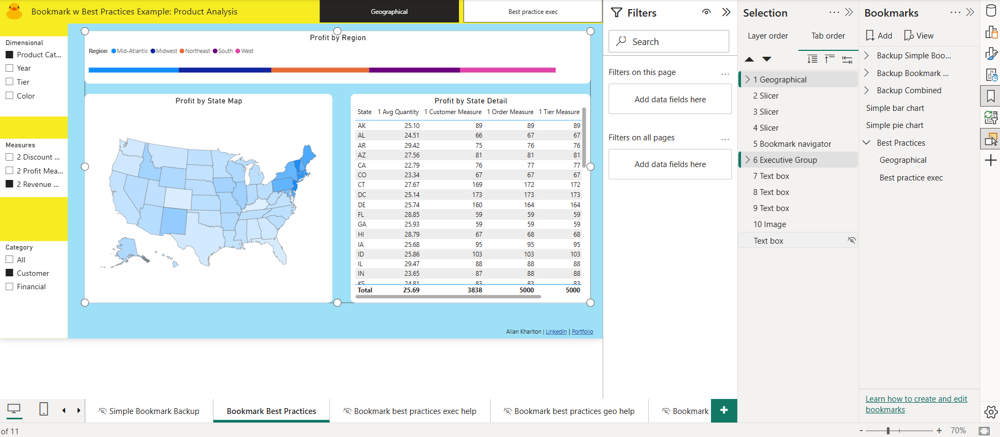 Bookmark w Best Practices Example: Product Analysis
Geographical
Best practice exec
Dimensional
Product Cat...
Year
Tier
Color
Measures
2 Discount ...
2 Profit Mea...
2 Revenue ...
Category
All
Customer
Financial
Profit by Region
Region Mid-Atlantic Midwest Northeast South West
Profit by State Map
Profit by State Detail
State 1 Avg Quantity 1 Customer Measure 1 Order Measure 1 Tier Measure
AK 25.10 89 89 89
AL 24.51 66 67 67
AR 29.42 75 76 76
AZ 27.56 81 81 81
CA 22.79 76 77 77
CO 23.34 67 67 67
CT 27.67 169 172 172
DC 25.14 173 173 173
DE 25.74 160 164 164
FL 28.85 59 59 59
GA 25.93 59 59 59
HI 28.79 67 68 68
IA 25.68 95 95 95
ID 25.86 103 103 103
IL 29.47 88 88 88
IN 23.65 87 88 88
KS 24.81 83 83 83
Total 25.69 3838 5000 5000
Allan Khariton | LinkedIn | Portfolio
Filters
Search
Filters on this page ...
Add data fields here
Filters on all pages ...
Add data fields here
Selection ...
Layer order Tab order
1 Geographical
2 Slicer
3 Slicer
4 Slicer
5 Bookmark navigator
6 Executive Group
7 Text box
8 Text box
9 Text box
10 Image
Text box
Bookmarks ...
Add View
Backup Simple Boo...
Backup Bookmark ...
Backup Combined
Simple bar chart
Simple pie chart
Best Practices
Geographical
Best practice exec
Learn how to create and edit
bookmarks
Simple Bookmark Backup
Bookmark Best Practices
Bookmark best practices exec help
Bookmark best practices geo help
Bookmark
+
of 11
- + 70%